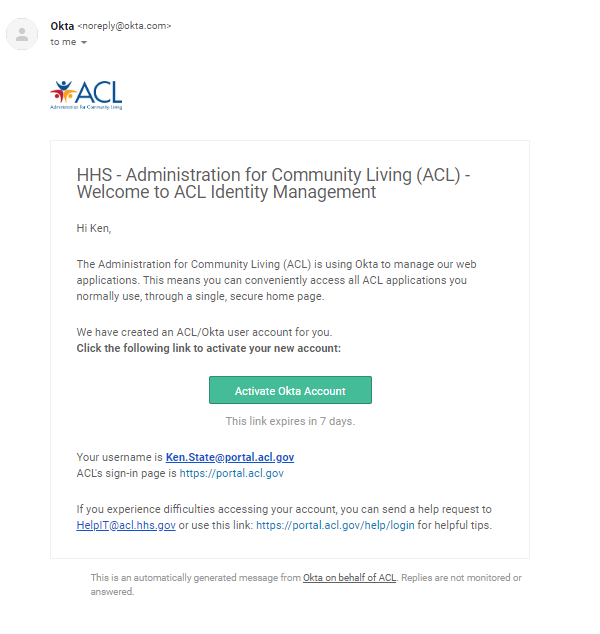 Okta <noreply@okta.com>
to me
ACL
Administration for Community Living
HHS - Administration for Community Living (ACL) -
Welcome to ACL Identity Management
Hi Ken,
The Administration for Community Living (ACL) is using Okta to manage our web
applications. This means you can conveniently access all ACL applications you
normally use, through a single, secure home page.
We have created an ACL/Okta user account for you.
Click the following link to activate your new account:
Activate Okta Account
This link expires in 7 days.
Your username is Ken.State@portal.acl.gov
ACL's sign-in page is https://portal.acl.gov
If you experience difficulties accessing your account, you can send a help request to
HelpIT@acl.hhs.gov or use this link: https://portal.acl.gov/help/login for helpful tips.
This is an automatically generated message from Okta on behalf of ACL. Replies are not monitored or
answered.